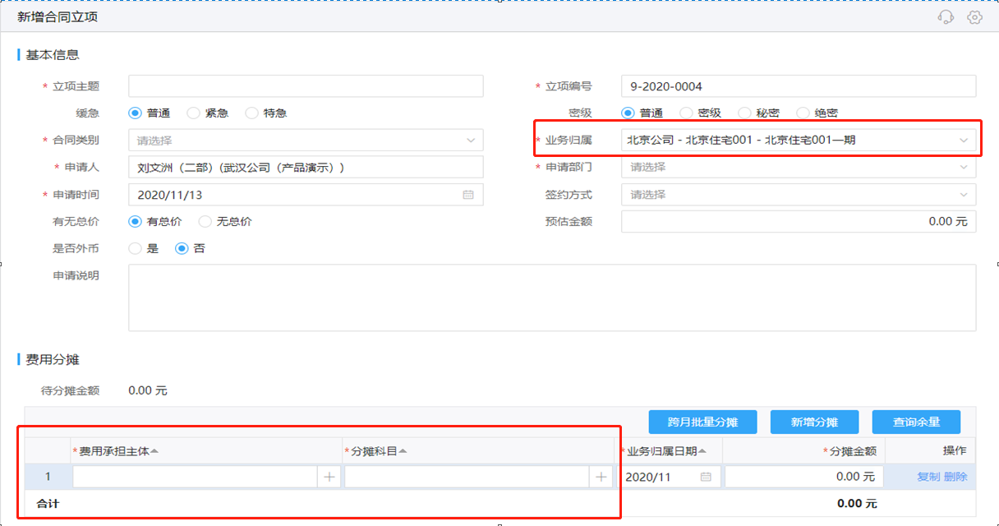 新增合同立项
基本信息
* 立项主题
* 立项编号 9-2020-0004
缓急 普通 紧急 特急
密级 普通 密级 秘密 绝密
* 合同类别 请选择
* 业务归属 北京公司 - 北京住宅001 - 北京住宅001一期
* 申请人 刘文洲（二部）(武汉公司（产品演示）)
* 申请部门 请选择
* 申请时间 2020/11/13
签约方式 请选择
有无总价 有总价 无总价
预估金额 0.00 元
是否外币 是 否
申请说明
费用分摊
待分摊金额 0.00 元
跨月批量分摊 新增分摊 查询余量
*费用承担主体 *分摊科目 *业务归属日期 *分摊金额 操作
1 2020/11 0.00 元 复制 删除
合计 0.00 元